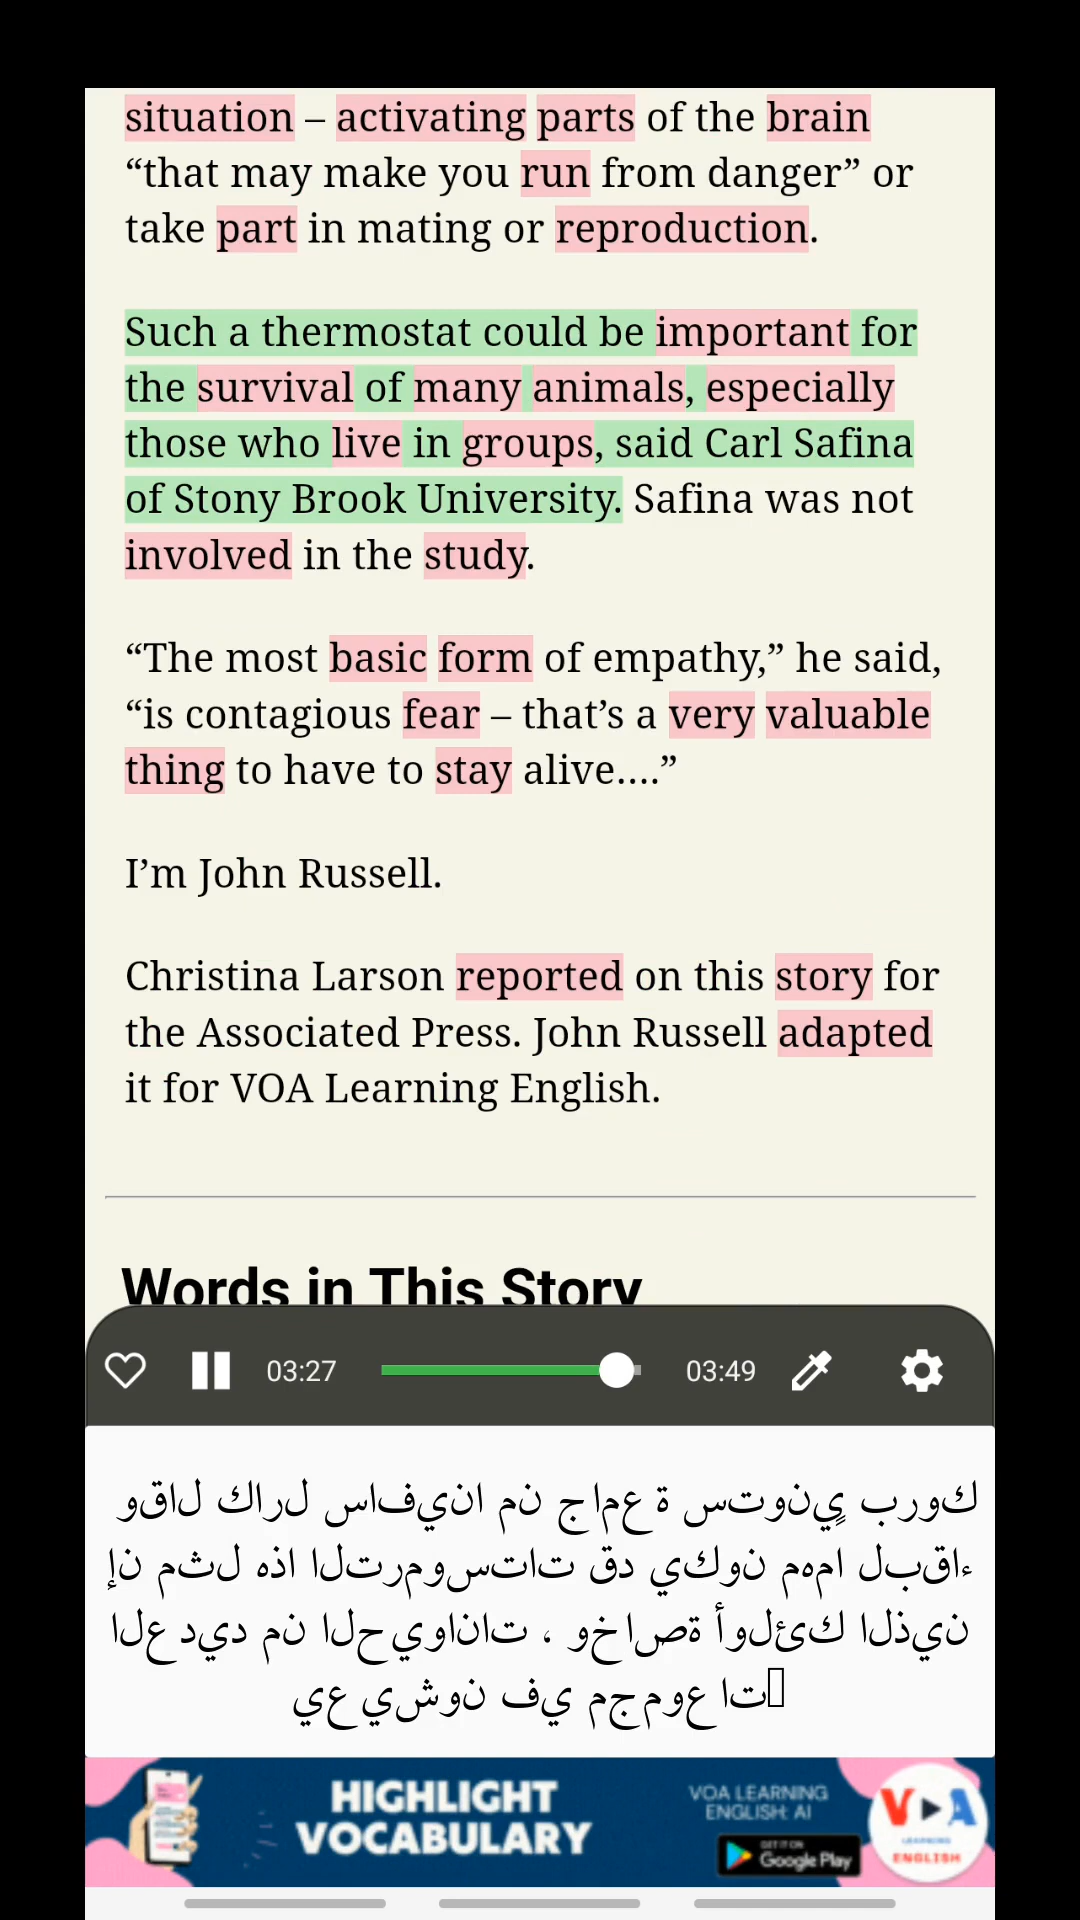 situation – activating parts of the brain
“that may make you run from danger” or
take part in mating or reproduction.
Such a thermostat could be important for
the survival of many animals, especially
those who live in groups, said Carl Safina
of Stony Brook University. Safina was not
involved in the study.
“The most basic form of empathy,” he said,
“is contagious fear – that’s a very valuable
thing to have to stay alive....”
I’m John Russell.
Christina Larson reported on this story for
the Associated Press. John Russell adapted
it for VOA Learning English.
Words in This Story
03:27 03:49
وقال كارل سافينا من جامعة ستوني بروك
إن مثل هذا الترموستات قد يكون مهما لبقاء
العديد من الحيوانات ، وخاصة أولئك الذين
يعيشون في مجموعات
HIGHLIGHT
VOCABULARY
VOA LEARNING
ENGLISH: AI
GET IT ON
Google Play
VOA
LEARNING
ENGLISH